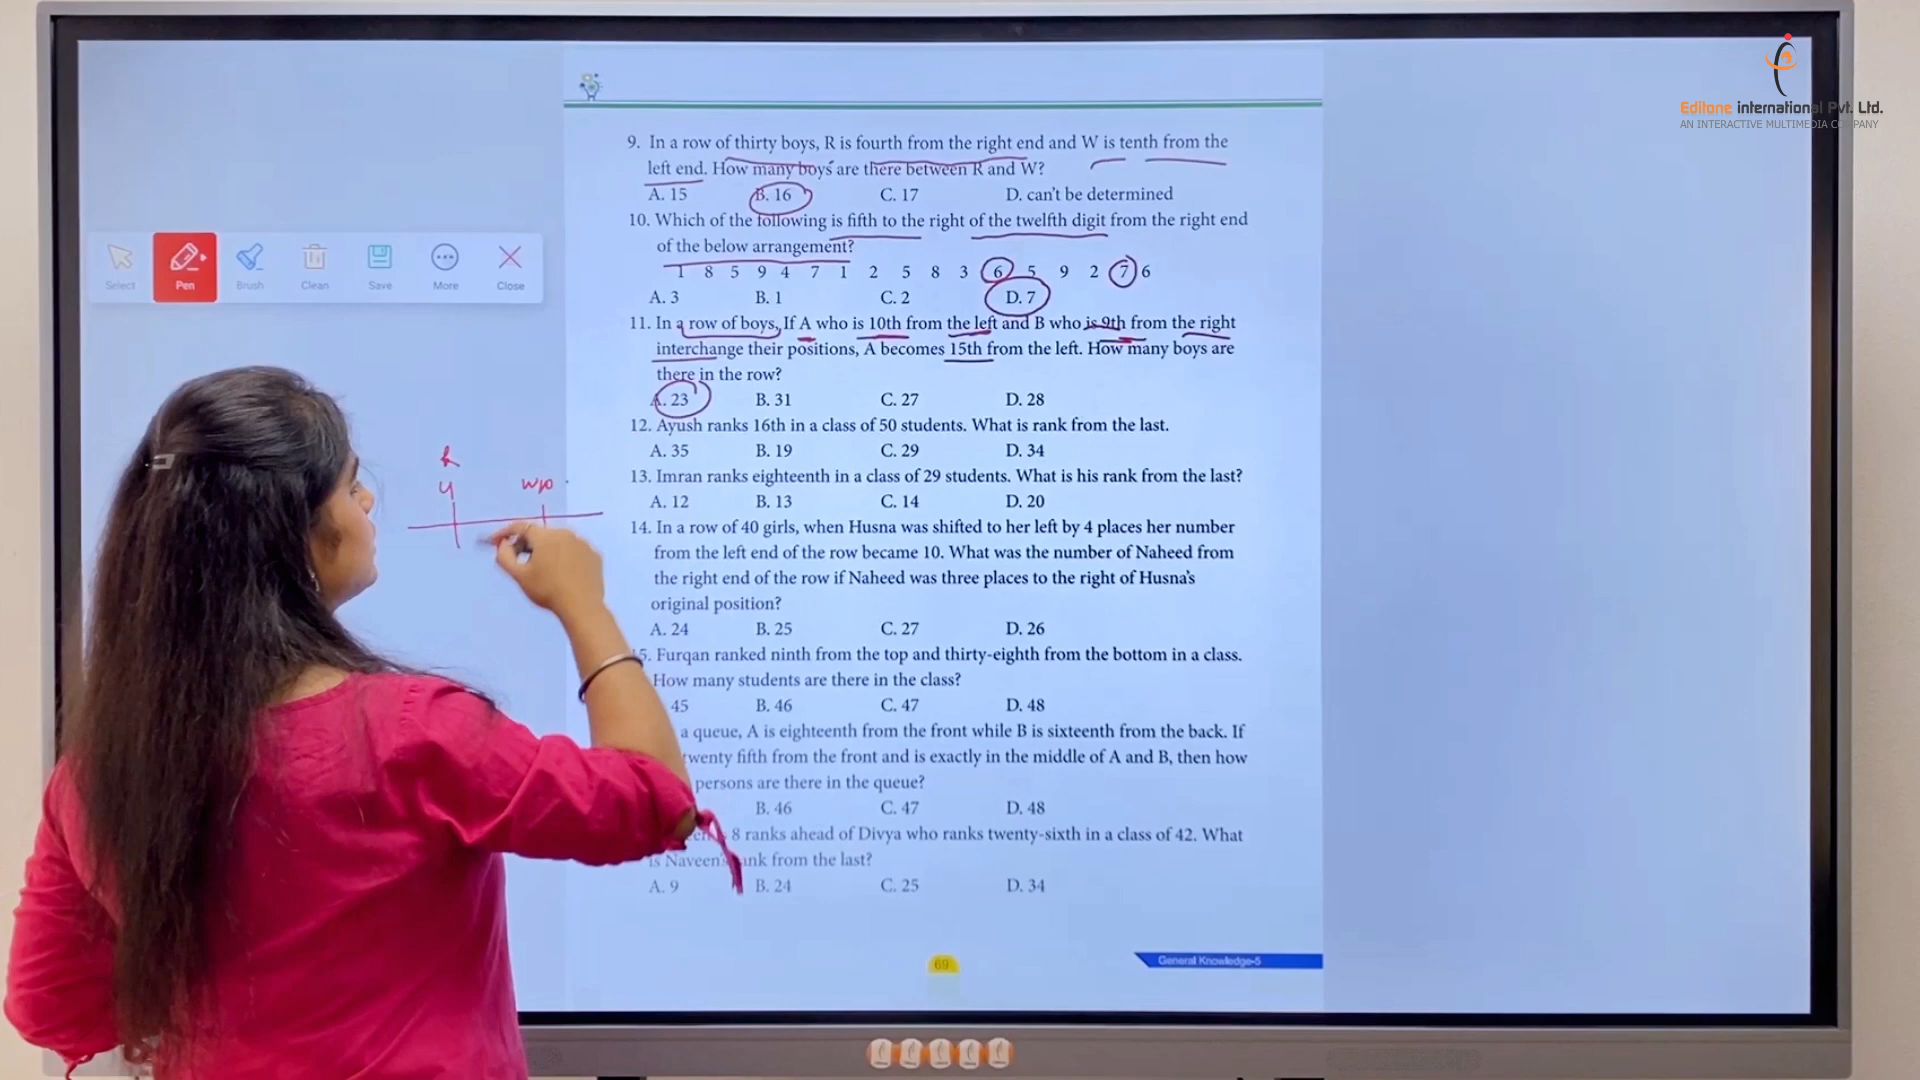 Editone international Pvt. Ltd.
AN INTERACTIVE MULTIMEDIA COMPANY
9. In a row of thirty boys, R is fourth from the right end and W is tenth from the
left end. How many boys are there between R and W?
A. 15 B. 16 C. 17 D. can't be determined
10. Which of the following is fifth to the right of the twelfth digit from the right end
of the below arrangement?
1 8 5 9 4 7 1 2 5 8 3 6 5 9 2 7 6
A. 3 B. 1 C. 2 D. 7
11. In a row of boys, If A who is 10th from the left and B who is 9th from the right
interchange their positions, A becomes 15th from the left. How many boys are
there in the row?
A. 23 B. 31 C. 27 D. 28
12. Ayush ranks 16th in a class of 50 students. What is rank from the last.
A. 35 B. 19 C. 29 D. 34
13. Imran ranks eighteenth in a class of 29 students. What is his rank from the last?
A. 12 B. 13 C. 14 D. 20
14. In a row of 40 girls, when Husna was shifted to her left by 4 places her number
from the left end of the row became 10. What was the number of Naheed from
the right end of the row if Naheed was three places to the right of Husna's
original position?
A. 24 B. 25 C. 27 D. 26
5. Furqan ranked ninth from the top and thirty-eighth from the bottom in a class.
How many students are there in the class?
45 B. 46 C. 47 D. 48
a queue, A is eighteenth from the front while B is sixteenth from the back. If
twenty fifth from the front and is exactly in the middle of A and B, then how
persons are there in the queue?
B. 46 C. 47 D. 48
8 ranks ahead of Divya who ranks twenty-sixth in a class of 42. What
is Naveen's rank from the last?
A. 9 B. 24 C. 25 D. 34
69
General Knowledge-5
Select Pen Brush Clean Save More Close
R
4 W10